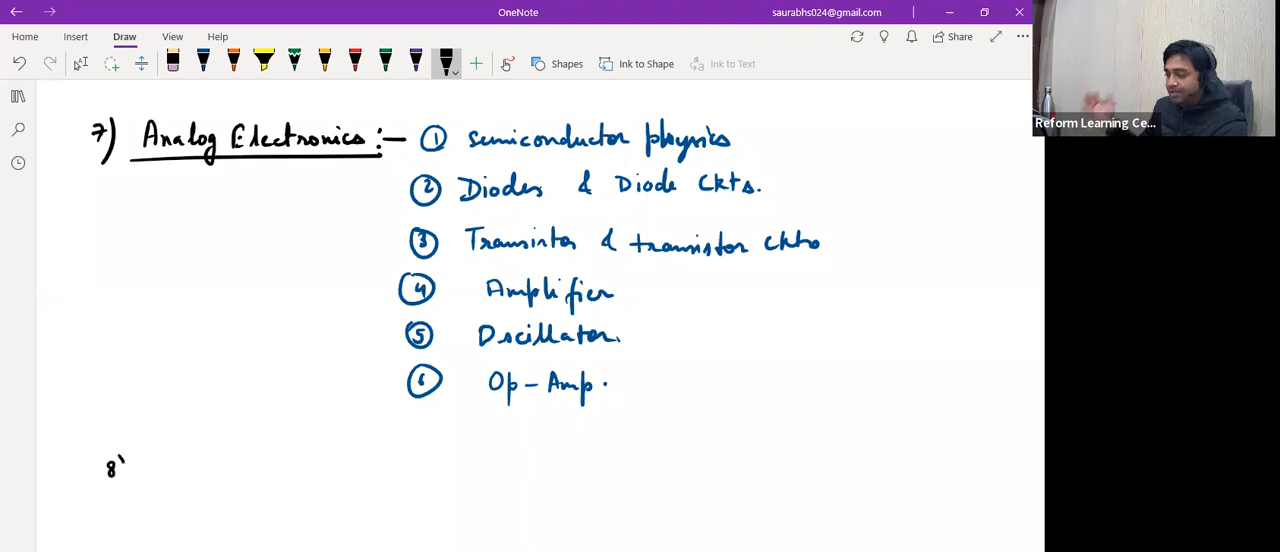 OneNote
saurabhs024@gmail.com
Home Insert Draw View Help
Share
Shapes Ink to Shape Ink to Text
Reform Learning Ce...
7) Analog Electronics :- ① Semiconductor physics
② Diodes & Diode Ckts.
③ Transistor & transistor Ckts
④ Amplifier
⑤ Oscillator.
⑥ Op-Amp.
8)